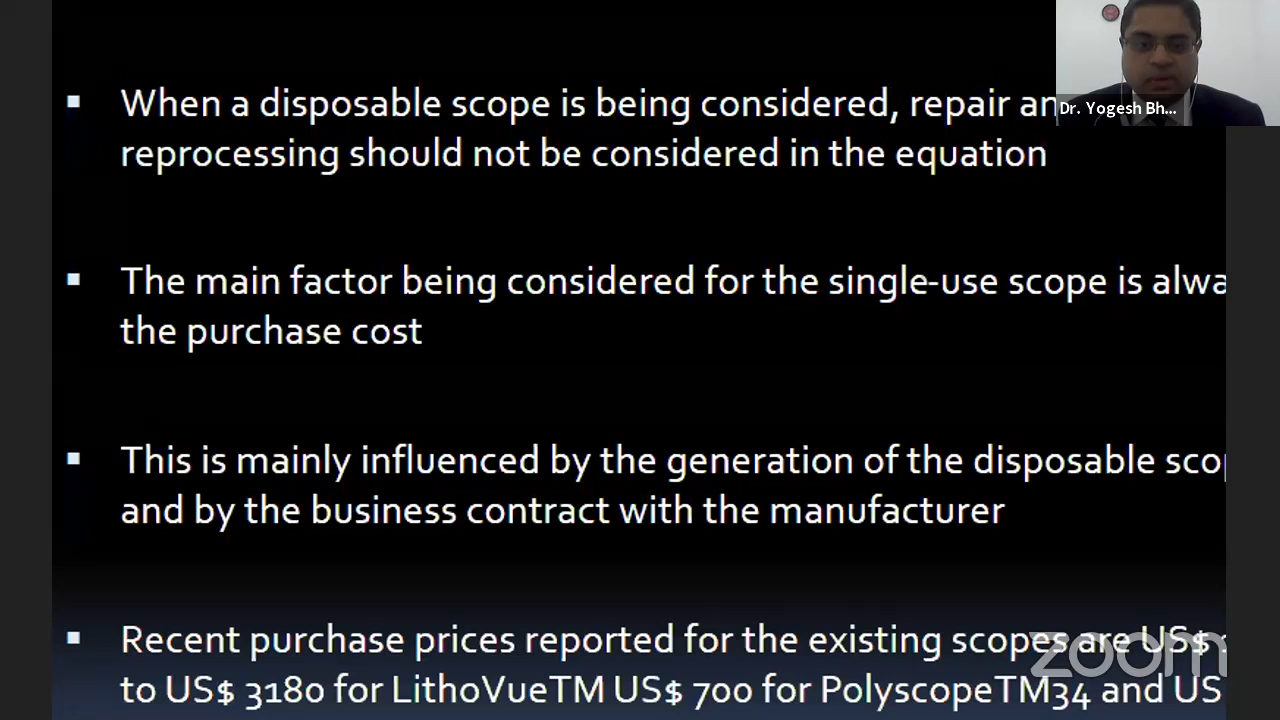 When a disposable scope is being considered, repair an
reprocessing should not be considered in the equation
The main factor being considered for the single-use scope is alwa
the purchase cost
This is mainly influenced by the generation of the disposable scop
and by the business contract with the manufacturer
Recent purchase prices reported for the existing scopes are US$
to US$ 3180 for LithoVueTM US$ 700 for PolyscopeTM34 and US
Dr. Yogesh Bh...
zoom